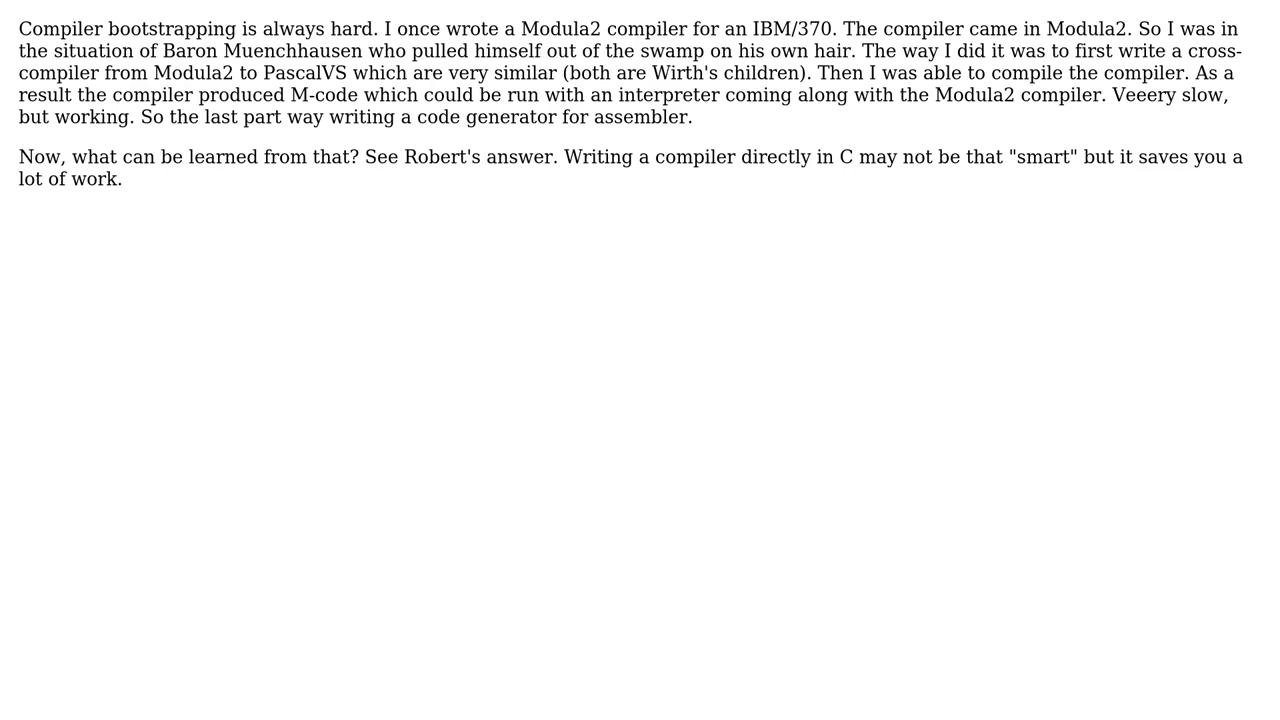 Compiler bootstrapping is always hard. I once wrote a Modula2 compiler for an IBM/370. The compiler came in Modula2. So I was in
the situation of Baron Muenchhausen who pulled himself out of the swamp on his own hair. The way I did it was to first write a cross-
compiler from Modula2 to PascalVS which are very similar (both are Wirth's children). Then I was able to compile the compiler. As a
result the compiler produced M-code which could be run with an interpreter coming along with the Modula2 compiler. Veeery slow,
but working. So the last part way writing a code generator for assembler.
Now, what can be learned from that? See Robert's answer. Writing a compiler directly in C may not be that "smart" but it saves you a
lot of work.